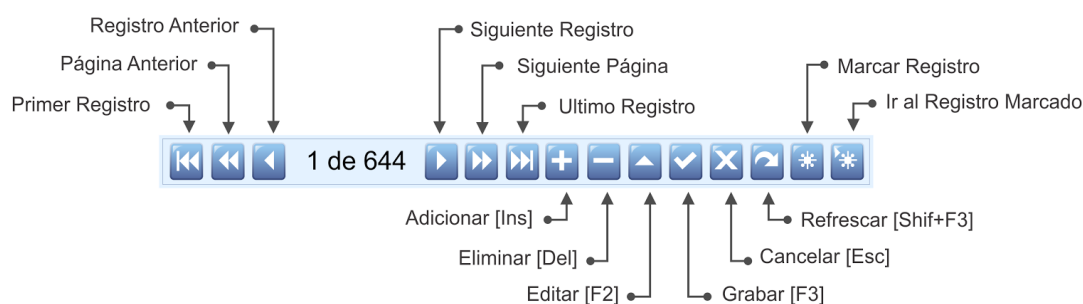 Registro Anterior
Siguiente Registro
Página Anterior
Siguiente Página
Marcar Registro
Primer Registro
Ultimo Registro
Ir al Registro Marcado
1 de 644
Adicionar [Ins]
Refrescar [Shif+F3]
Eliminar [Del]
Cancelar [Esc]
Editar [F2]
Grabar [F3]